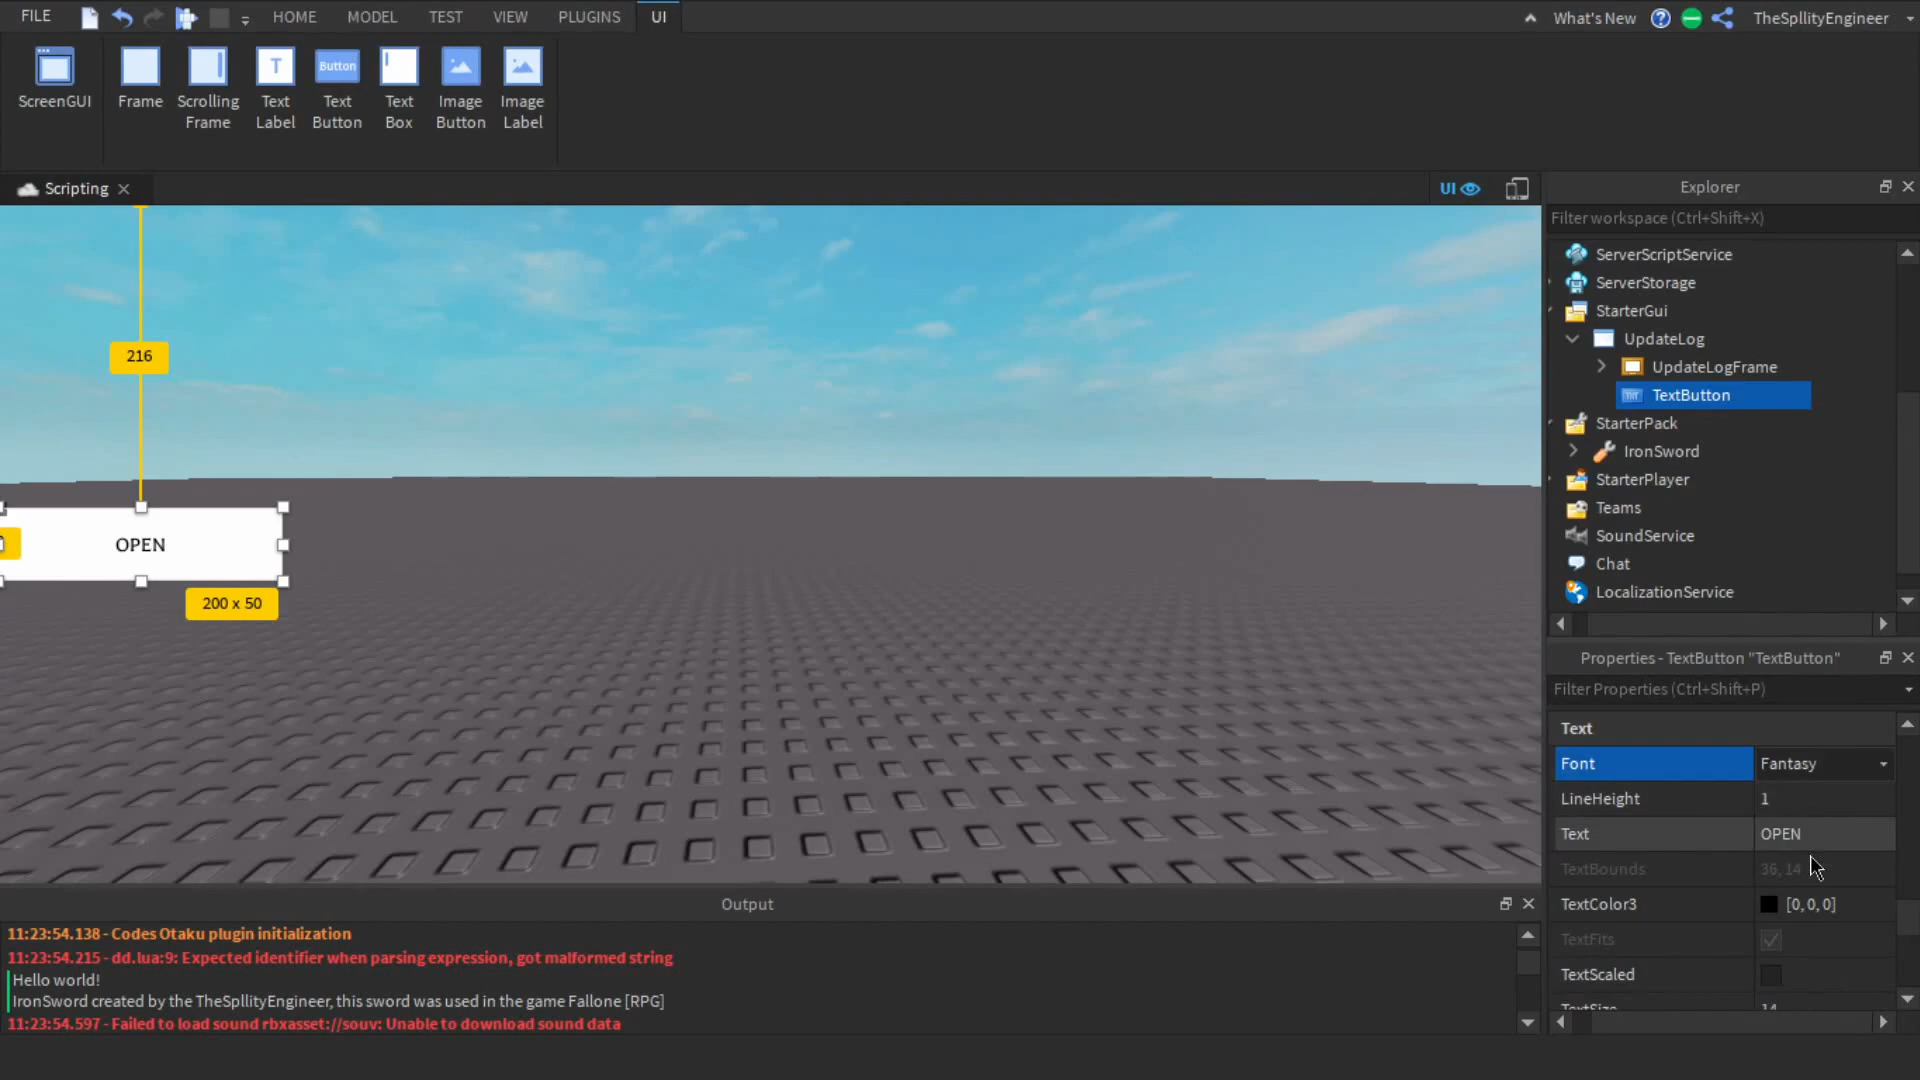 FILE
HOME
MODEL
TEST
VIEW
PLUGINS
UI
What's New
TheSpllityEngineer
ScreenGUI
Frame
Scrolling
Frame
T
Text
Label
Button
Text
Button
Text
Box
Image
Button
Image
Label
Scripting
UI
Explorer
Filter workspace (Ctrl+Shift+X)
ServerScriptService
ServerStorage
StarterGui
UpdateLog
UpdateLogFrame
TextButton
StarterPack
IronSword
StarterPlayer
Teams
SoundService
Chat
LocalizationService
216
OPEN
200 x 50
Properties - TextButton "TextButton"
Filter Properties (Ctrl+Shift+P)
Text
Font Fantasy
LineHeight 1
Text OPEN
TextBounds 36, 14
TextColor3 [0, 0, 0]
TextFits
TextScaled
TextSize 14
Output
11:23:54.138 - Codes Otaku plugin initialization
11:23:54.215 - dd.lua:9: Expected identifier when parsing expression, got malformed string
Hello world!
IronSword created by the TheSpllityEngineer, this sword was used in the game Fallone [RPG]
11:23:54.597 - Failed to load sound rbxasset://souv: Unable to download sound data